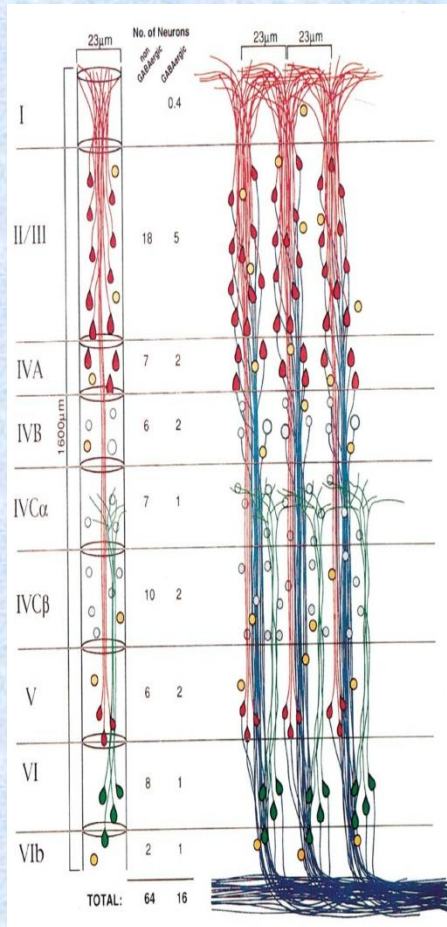 No. of Neurons
23µm
non GABAergic
GABAergic
23µm 23µm
I 0.4
II/III 18 5
IVA 7 2
IVB 6 2
1600µm
IVCα 7 1
IVCβ 10 2
V 6 2
VI 8 1
VIb 2 1
TOTAL: 64 16